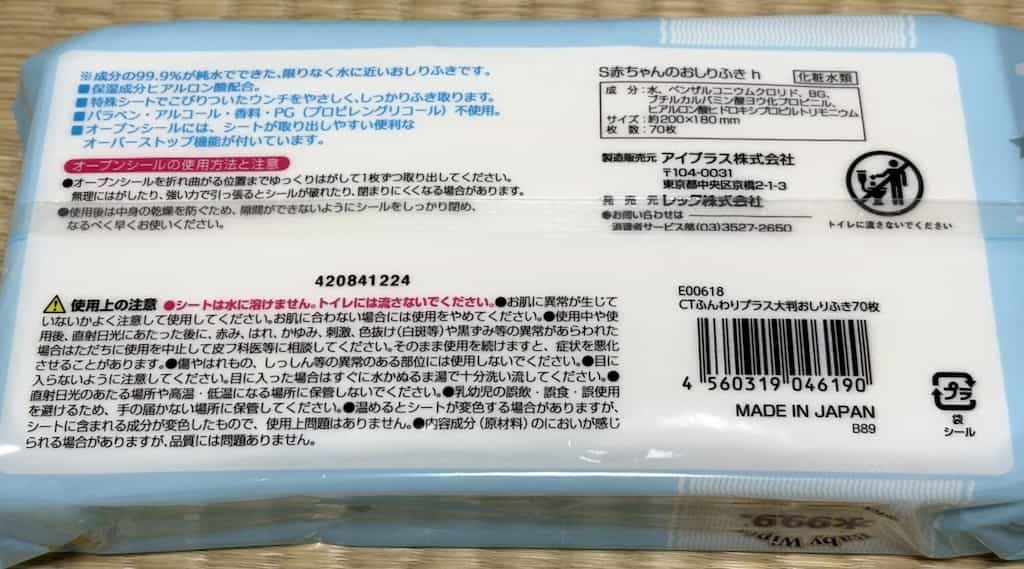 ※成分の99.9%が純水でできた、限りなく水に近いおしりふきです。
■保湿成分ヒアルロン酸配合。
■特殊シートでこびりついたウンチをやさしく、しっかりふき取ります。
■パラベン・アルコール・香料・PG(プロピレングリコール)不使用。
■オープンシールには、シートが取り出しやすい便利な
オーバーストップ機能が付いています。
オープンシールの使用方法と注意
●オープンシールを折れ曲がる位置までゆっくりはがして1枚ずつ取り出してください。
無理にはがしたり、強い力で引っ張るとシールが破れたり、閉まりにくくなる場合があります。
●使用後は中身の乾燥を防ぐため、隙間ができないようにシールをしっかり閉め、
なるべく早くお使いください。
S赤ちゃんのおしりふき h 化粧水類
成分:水、ベンザルコニウムクロリド、BG、
ブチルカルバミン酸ヨウ化プロピニル、
ヒアルロン酸ヒドロキシプロピルトリモニウム
サイズ:約200×180mm
枚数:70枚
製造販売元 アイプラス株式会社
〒104-0031
東京都中央区京橋2-1-3
発売元 レック株式会社
●お問い合わせは
消費者サービス部(03)3527-2650
トイレに流さないでください
420841224
使用上の注意 ●シートは水に溶けません。トイレには流さないでください。●お肌に異常が生じて
いないかよく注意して使用してください。お肌に合わない場合には使用をやめてください。●使用中や使
用後、直射日光にあたった後に、赤み、はれ、かゆみ、刺激、色抜け(白斑等)や黒ずみ等の異常があらわれた
場合はただちに使用を中止して皮フ科医等に相談してください。そのまま使用を続けますと、症状を悪化
させることがあります。●傷やはれもの、しっしん等の異常のある部位には使用しないでください。●目に
入らないように注意してください。目に入った場合はすぐに水かぬるま湯で十分洗い流してください。●
直射日光のあたる場所や高温・低温になる場所に保管しないでください。●乳幼児の誤飲・誤食・誤使用
を避けるため、手の届かない場所に保管してください。●温めるとシートが変色する場合がありますが、
シートに含まれる成分が変色したもので、使用上問題はありません。●内容成分(原材料)のにおいが感じ
られる場合がありますが、品質には問題ありません。
E00618
CTふんわりプラス大判おしりふき70枚
4 560319 046190
MADE IN JAPAN
B89
プラ
袋
シール
水99.9
Baby Wipe